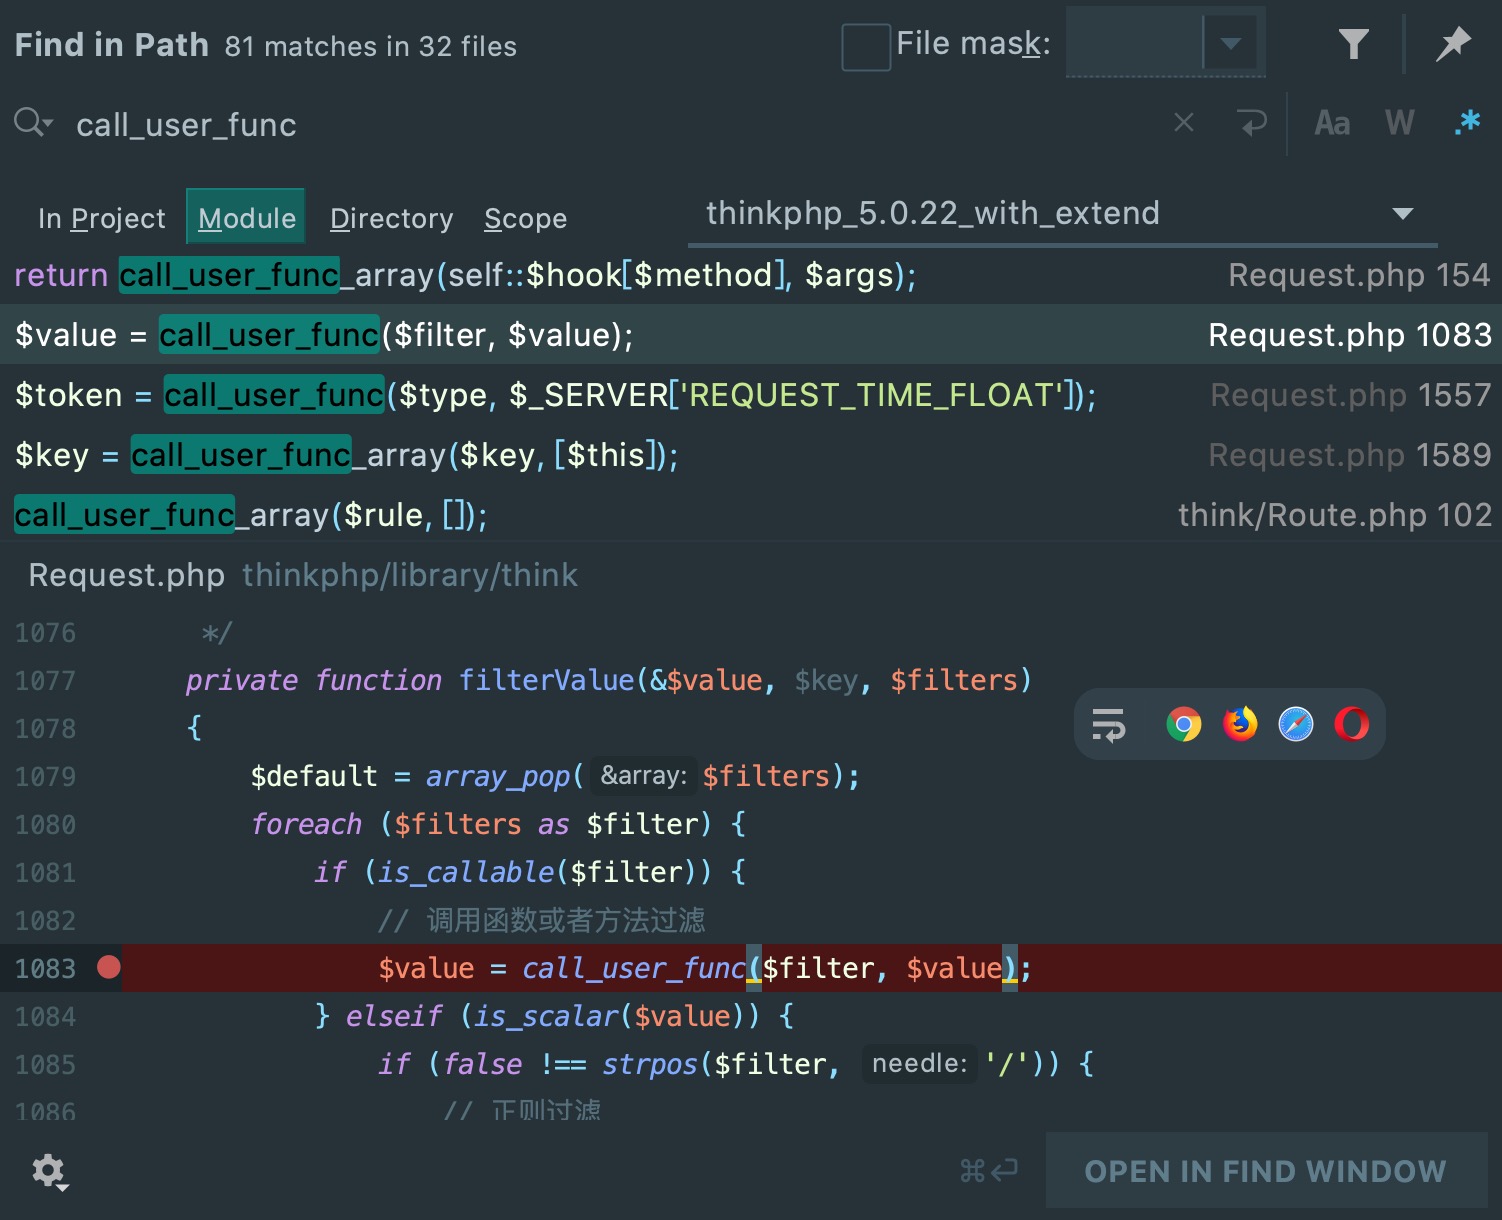 Find in Path 81 matches in 32 files File mask:
call_user_func Aa W .*
In Project Module Directory Scope thinkphp_5.0.22_with_extend
return call_user_func_array(self::$hook[$method], $args); Request.php 154
$value = call_user_func($filter, $value); Request.php 1083
$token = call_user_func($type, $_SERVER['REQUEST_TIME_FLOAT']); Request.php 1557
$key = call_user_func_array($key, [$this]); Request.php 1589
call_user_func_array($rule, []); think/Route.php 102
Request.php thinkphp/library/think
1076 */
1077 private function filterValue(&$value, $key, $filters)
1078 {
1079 $default = array_pop( &array: $filters);
1080 foreach ($filters as $filter) {
1081 if (is_callable($filter)) {
1082 // 调用函数或者方法过滤
1083 $value = call_user_func($filter, $value);
1084 } elseif (is_scalar($value)) {
1085 if (false !== strpos($filter, needle: '/')) {
1086 // 正则过滤
⌘↩ OPEN IN FIND WINDOW